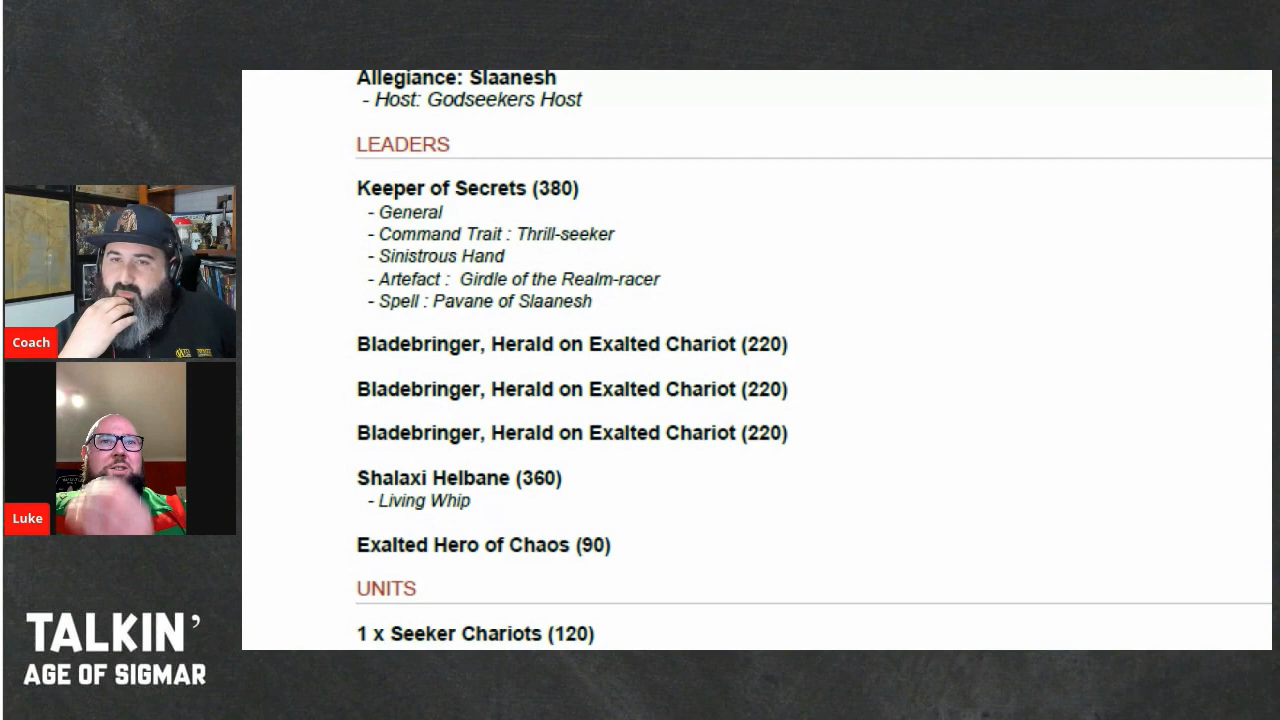 Allegiance: Slaanesh
- Host: Godseekers Host
LEADERS
Keeper of Secrets (380)
- General
- Command Trait : Thrill-seeker
- Sinistrous Hand
- Artefact : Girdle of the Realm-racer
- Spell : Pavane of Slaanesh
Bladebringer, Herald on Exalted Chariot (220)
Bladebringer, Herald on Exalted Chariot (220)
Bladebringer, Herald on Exalted Chariot (220)
Shalaxi Helbane (360)
- Living Whip
Exalted Hero of Chaos (90)
UNITS
1 x Seeker Chariots (120)
Coach
Luke
TALKIN'
AGE OF SIGMAR